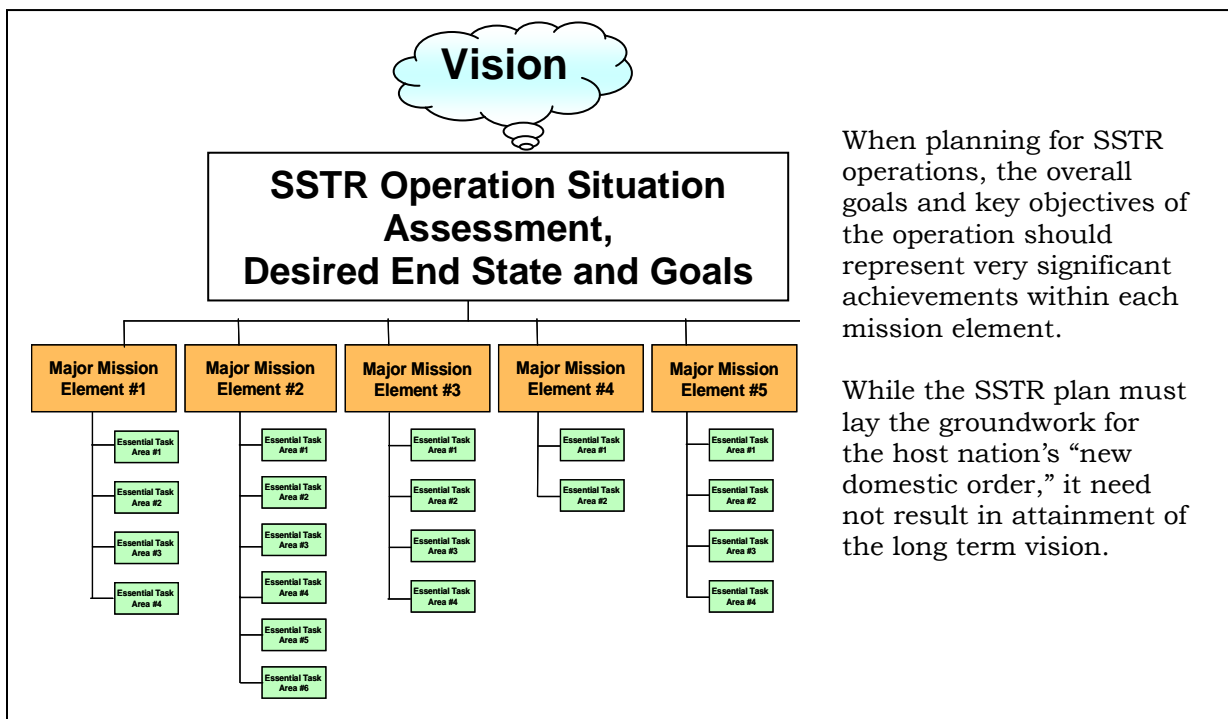 Vision
SSTR Operation Situation
Assessment,
Desired End State and Goals
Major Mission
Element #1
Essential Task
Area #1
Essential Task
Area #2
Essential Task
Area #3
Essential Task
Area #4
Major Mission
Element #2
Essential Task
Area #1
Essential Task
Area #2
Essential Task
Area #3
Essential Task
Area #4
Essential Task
Area #5
Essential Task
Area #6
Major Mission
Element #3
Essential Task
Area #1
Essential Task
Area #2
Essential Task
Area #3
Essential Task
Area #4
Major Mission
Element #4
Essential Task
Area #1
Essential Task
Area #2
Major Mission
Element #5
Essential Task
Area #1
Essential Task
Area #2
Essential Task
Area #3
Essential Task
Area #4
When planning for SSTR
operations, the overall
goals and key objectives of
the operation should
represent very significant
achievements within each
mission element.
While the SSTR plan must
lay the groundwork for
the host nation’s “new
domestic order,” it need
not result in attainment of
the long term vision.